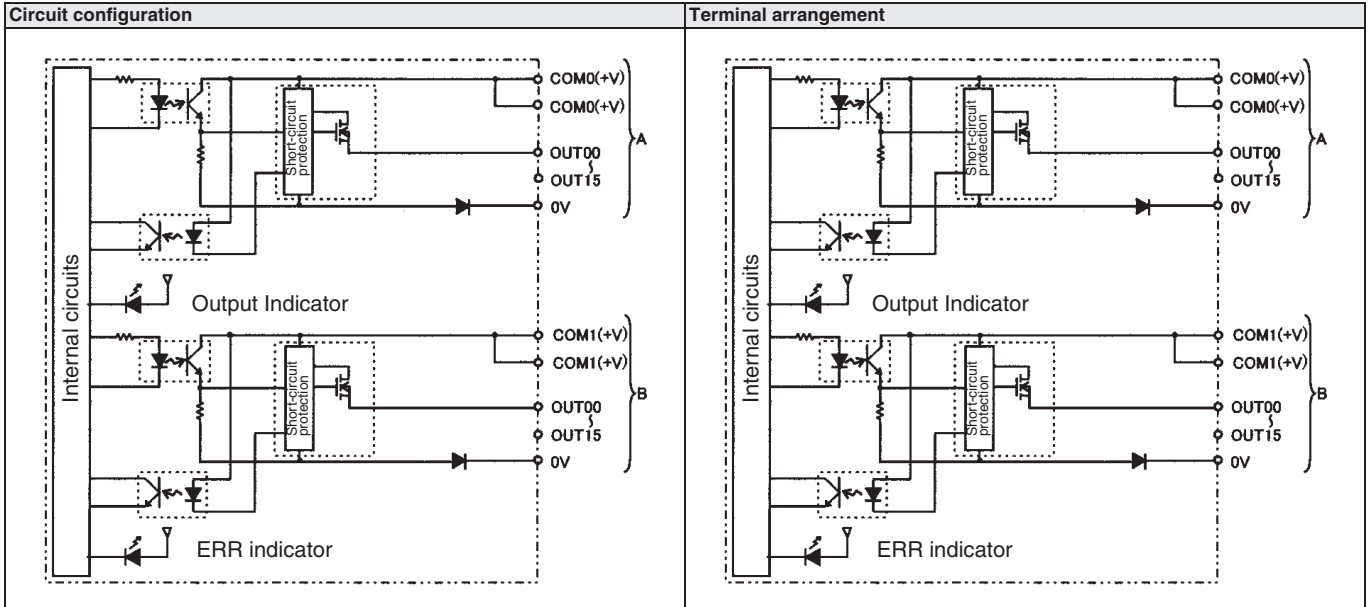 Circuit configuration
Terminal arrangement
COM0(+V)
COM0(+V)
Short-circuit
protection
A
OUT00
OUT15
0V
Internal circuits
Output Indicator
COM1(+V)
COM1(+V)
Short-circuit
protection
B
OUT00
OUT15
0V
ERR indicator
COM0(+V)
COM0(+V)
Short-circuit
protection
A
OUT00
OUT15
0V
Internal circuits
Output Indicator
COM1(+V)
COM1(+V)
Short-circuit
protection
B
OUT00
OUT15
0V
ERR indicator